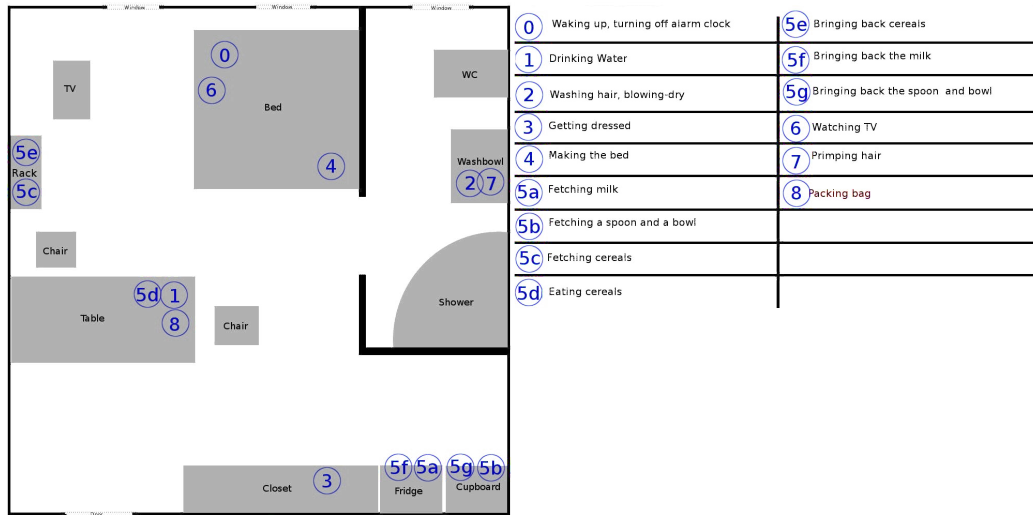 Window
Window
Window
0
6
Bed
4
TV
WC
5e
Rack
5c
Washbowl
2 7
Chair
5d 1
8
Table
Chair
Shower
3
Closet
5f 5a
Fridge
5g 5b
Cupboard
Door
0 Waking up, turning off alarm clock
1 Drinking Water
2 Washing hair, blowing-dry
3 Getting dressed
4 Making the bed
5a Fetching milk
5b Fetching a spoon and a bowl
5c Fetching cereals
5d Eating cereals
5e Bringing back cereals
5f Bringing back the milk
5g Bringing back the spoon and bowl
6 Watching TV
7 Primping hair
8 Packing bag